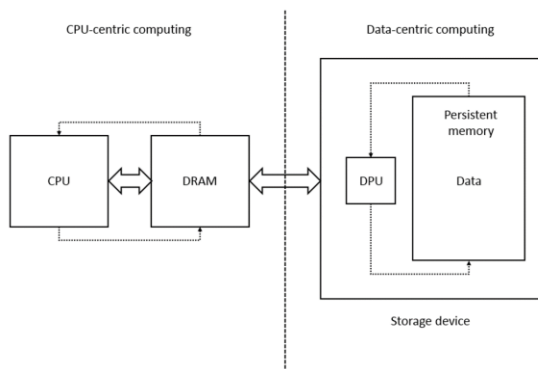 CPU-centric computing
Data-centric computing
Persistent
memory
CPU
DRAM
DPU
Data
Storage device